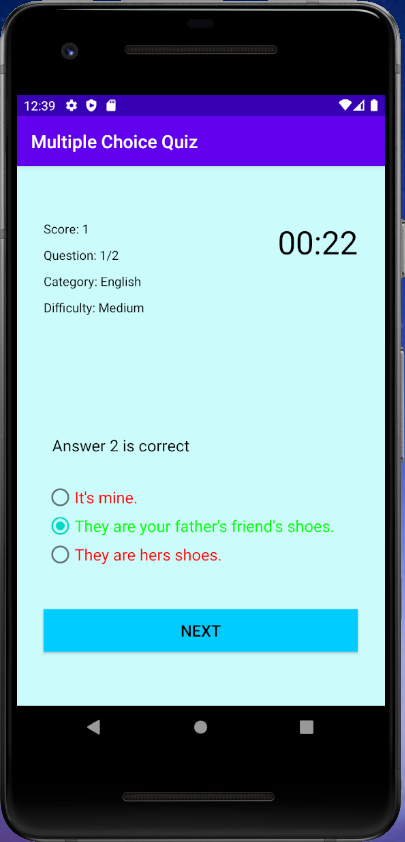 12:39
Multiple Choice Quiz
Score: 1
00:22
Question: 1/2
Category: English
Difficulty: Medium
Answer 2 is correct
It's mine.
They are your father's friend's shoes.
They are hers shoes.
NEXT